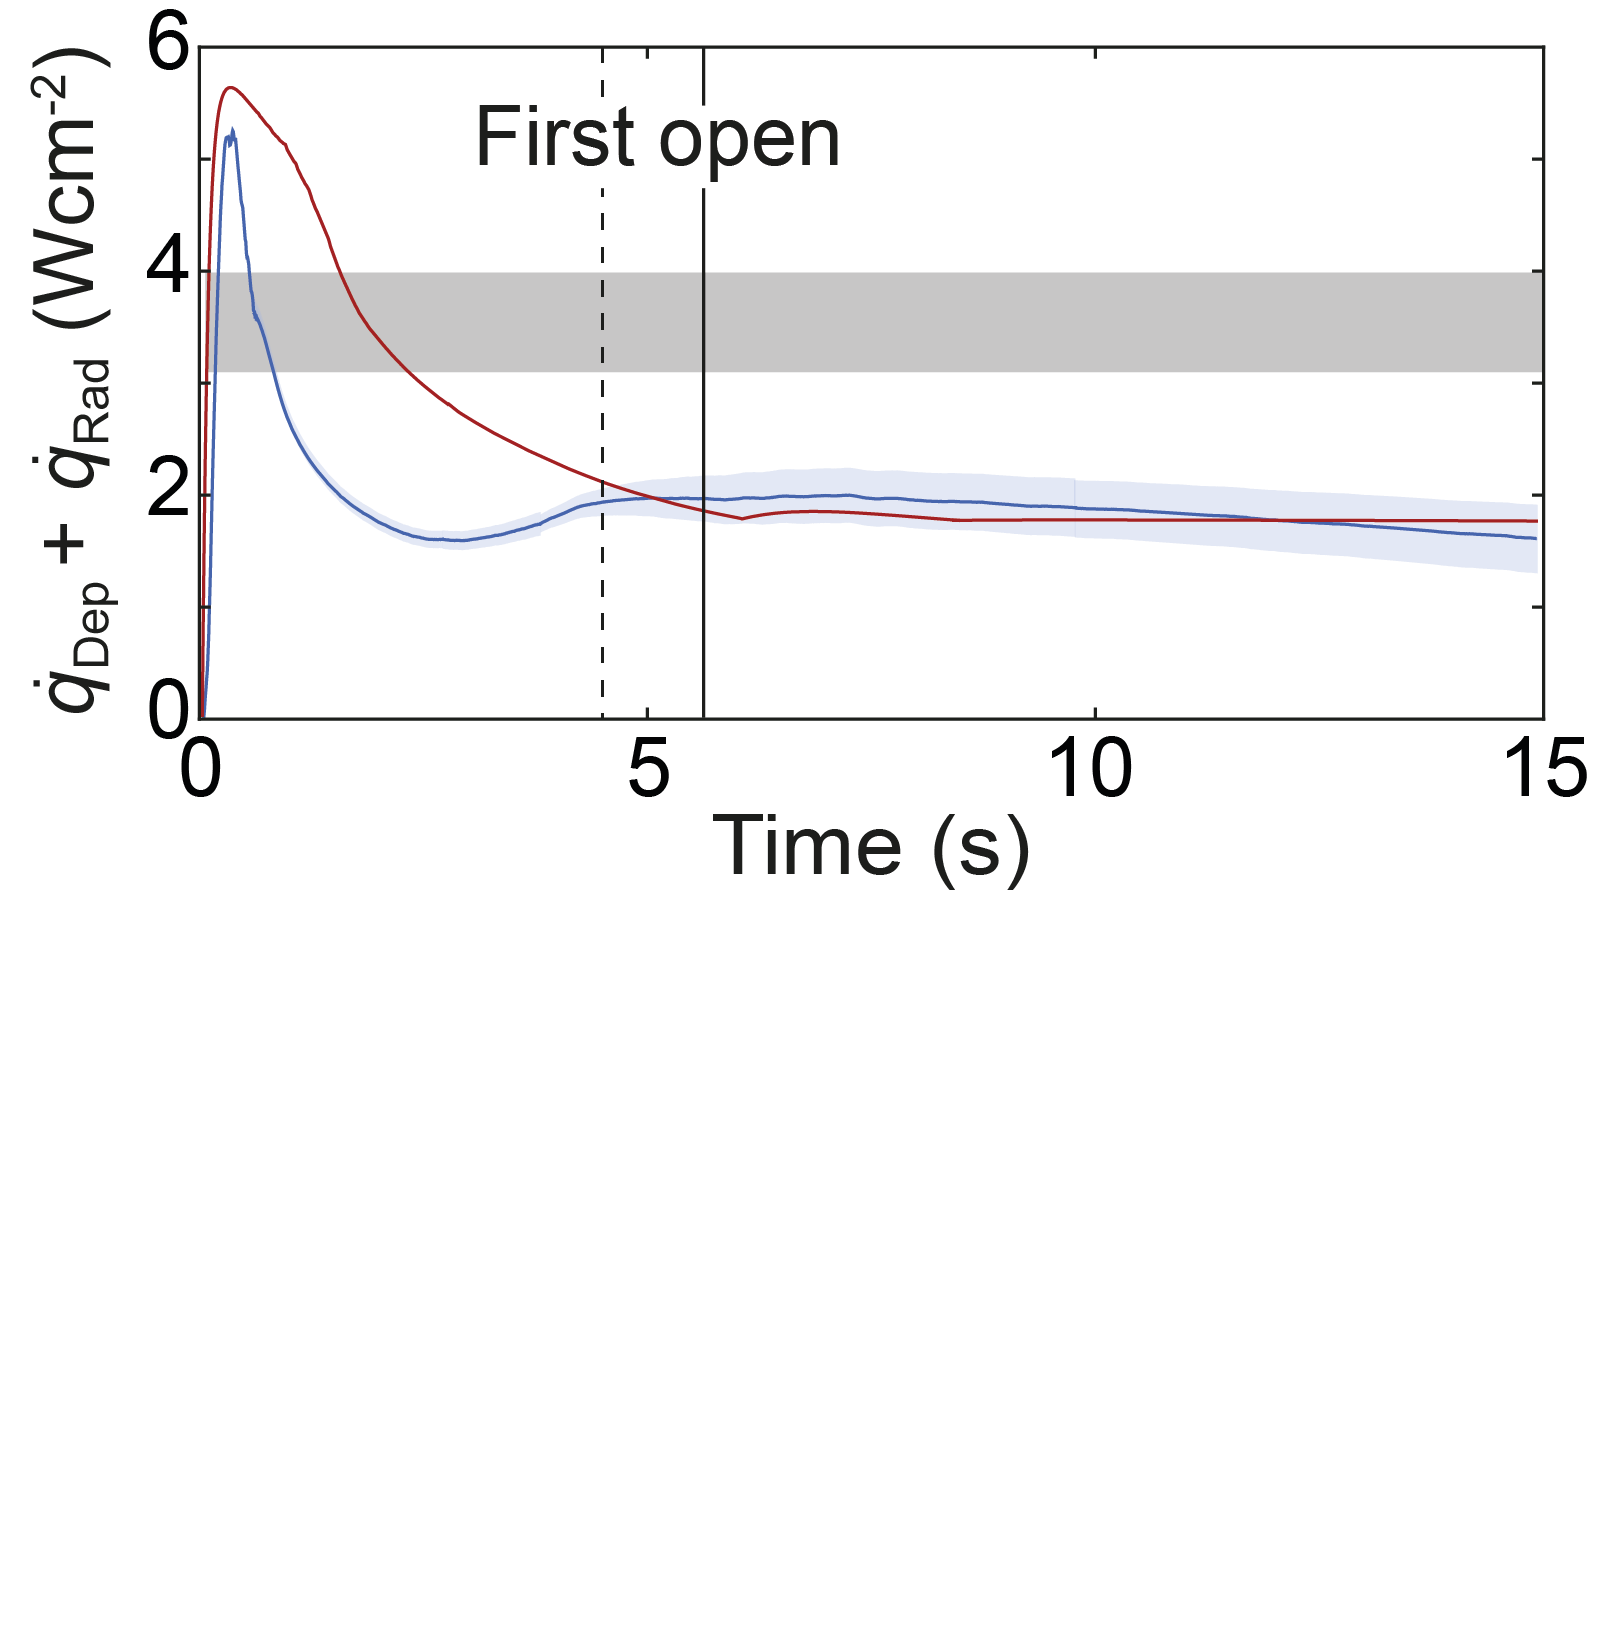 6
4
2
0
q̇Dep + q̇Rad (Wcm-2)
First open
0 5 10 15
Time (s)